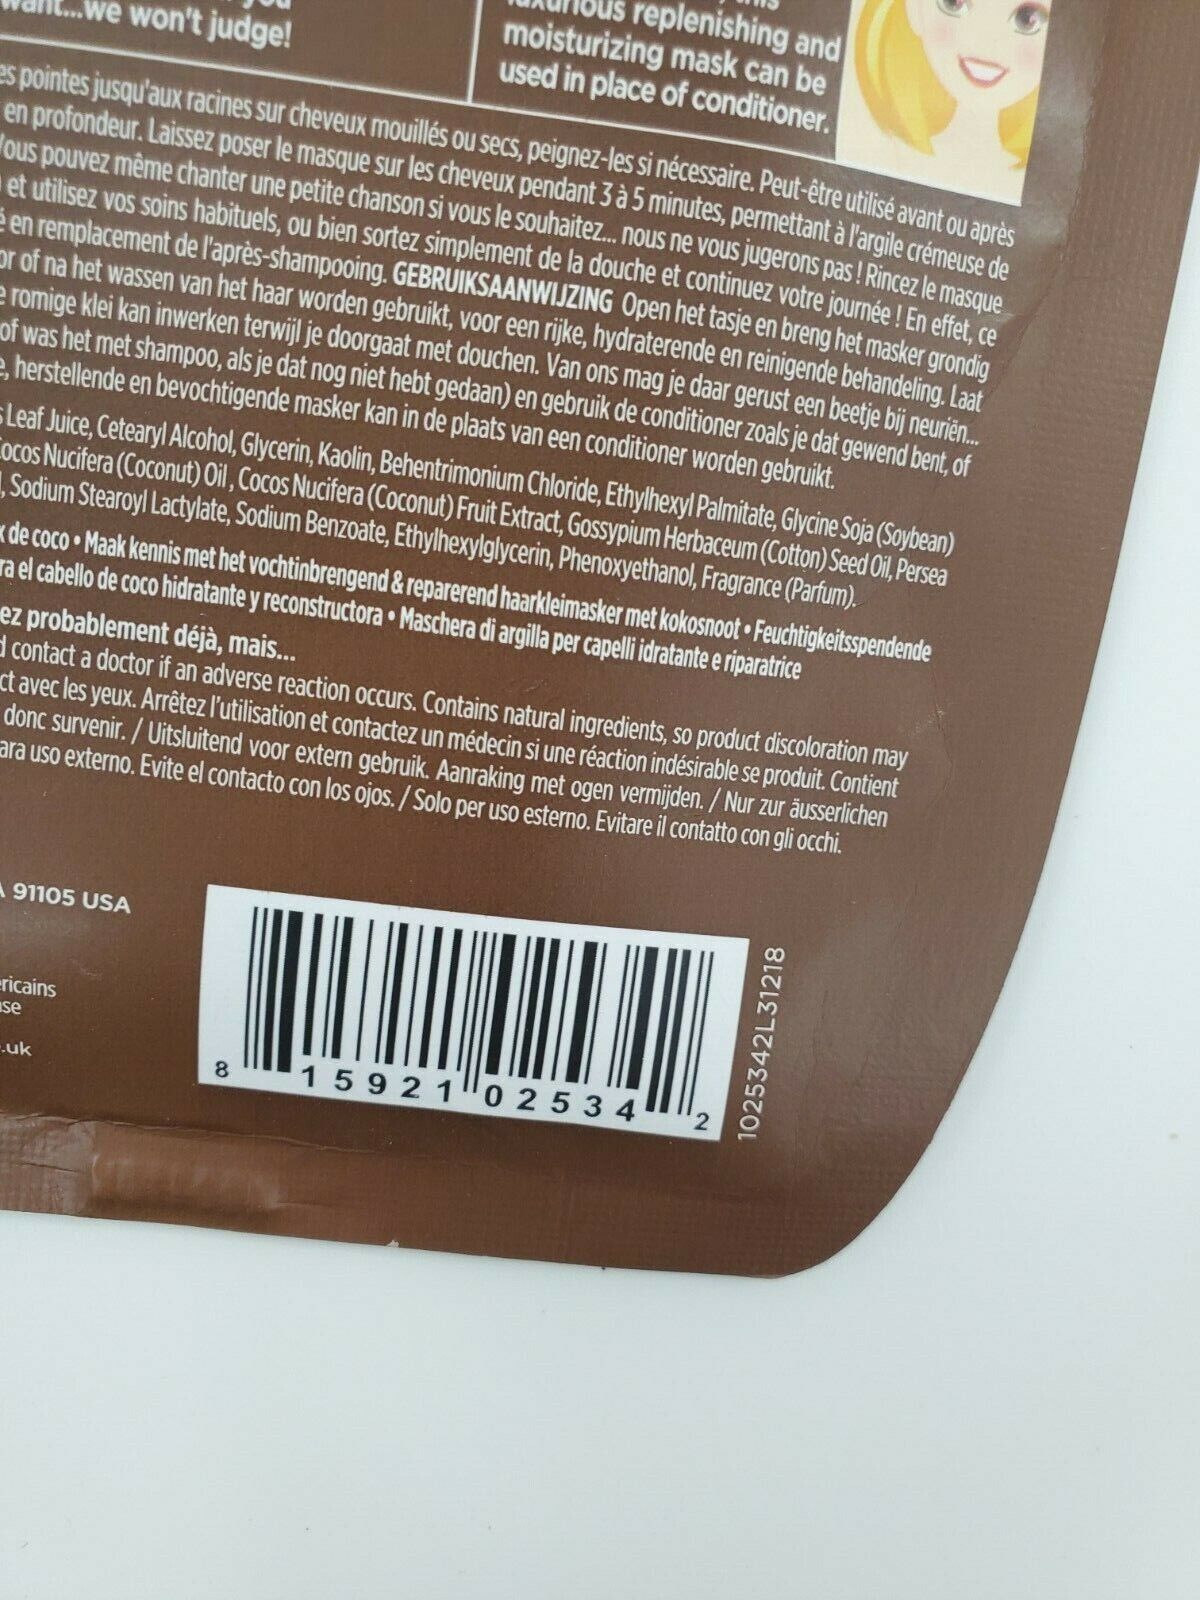 want...we won't judge!
replenishing and
moisturizing mask can be
used in place of conditioner.
es pointes jusqu'aux racines sur cheveux mouillés ou secs, peignez-les si nécessaire. Peut-être utilisé avant ou après
en profondeur. Laissez poser le masque sur les cheveux pendant 3 à 5 minutes, permettant à l'argile crémeuse de
Vous pouvez même chanter une petite chanson si vous le souhaitez... nous ne vous jugerons pas ! Rincez le masque
et utilisez vos soins habituels, ou bien sortez simplement de la douche et continuez votre journée ! En effet, ce
é en remplacement de l'après-shampooing. GEBRUIKSAANWIJZING Open het tasje en breng het masker grondig
or of na het wassen van het haar worden gebruikt, voor een rijke, hydraterende en reinigende behandeling. Laat
e romige klei kan inwerken terwijl je doorgaat met douchen. Van ons mag je daar gerust een beetje bij neuriën...
of was het met shampoo, als je dat nog niet hebt gedaan) en gebruik de conditioner zoals je dat gewend bent, of
e, herstellende en bevochtigende masker kan in de plaats van een conditioner worden gebruikt.
s Leaf Juice, Cetearyl Alcohol, Glycerin, Kaolin, Behentrimonium Chloride, Ethylhexyl Palmitate, Glycine Soja (Soybean)
Cocos Nucifera (Coconut) Oil , Cocos Nucifera (Coconut) Fruit Extract, Gossypium Herbaceum (Cotton) Seed Oil, Persea
l, Sodium Stearoyl Lactylate, Sodium Benzoate, Ethylhexylglycerin, Phenoxyethanol, Fragrance (Parfum).
x de coco • Maak kennis met het vochtinbrengend & reparerend haarkleimasker met kokosnoot • Feuchtigkeitsspendende
ra el cabello de coco hidratante y reconstructora • Maschera di argilla per capelli idratante e riparatrice
ez probablement déjà, mais...
d contact a doctor if an adverse reaction occurs. Contains natural ingredients, so product discoloration may
ct avec les yeux. Arrêtez l'utilisation et contactez un médecin si une réaction indésirable se produit. Contient
donc survenir. / Uitsluitend voor extern gebruik. Aanraking met ogen vermijden. / Nur zur äusserlichen
ara uso externo. Evite el contacto con los ojos. / Solo per uso esterno. Evitare il contatto con gli occhi.
A 91105 USA
ricains
se
.uk
8 15921 02534 2
1025342L31218